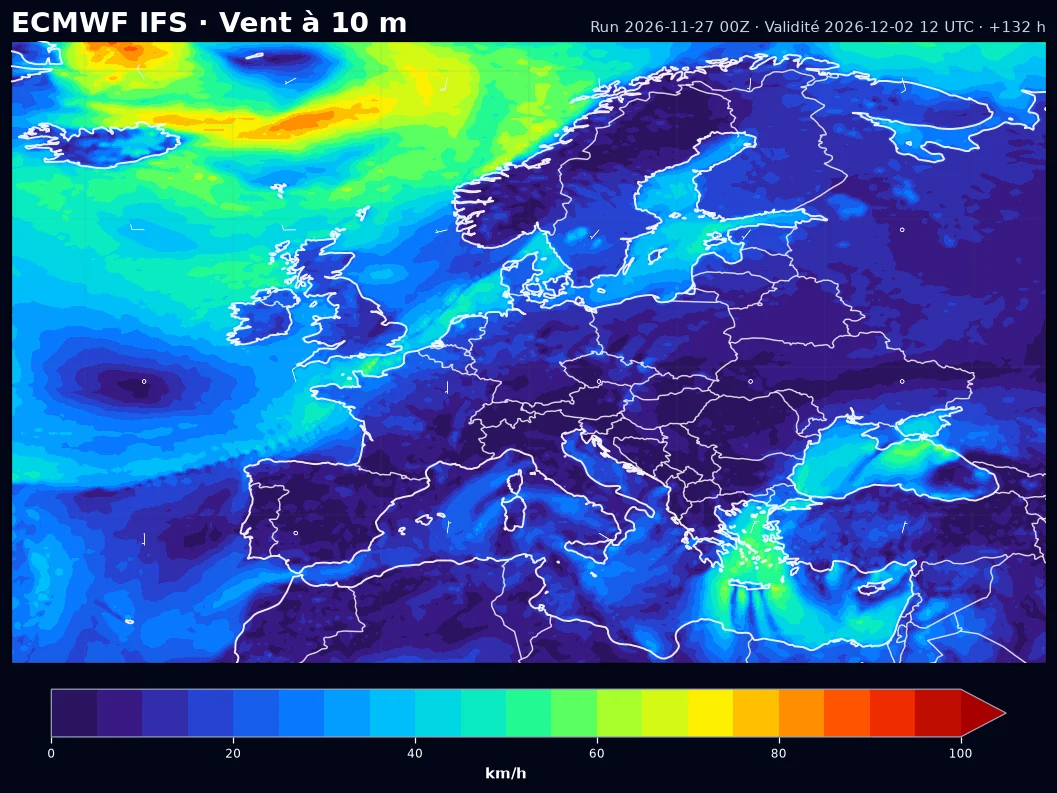 ECMWF IFS · Vent à 10 m
Run 2026-11-27 00Z · Validité 2026-12-02 12 UTC · +132 h
0 20 40 60 80 100
km/h